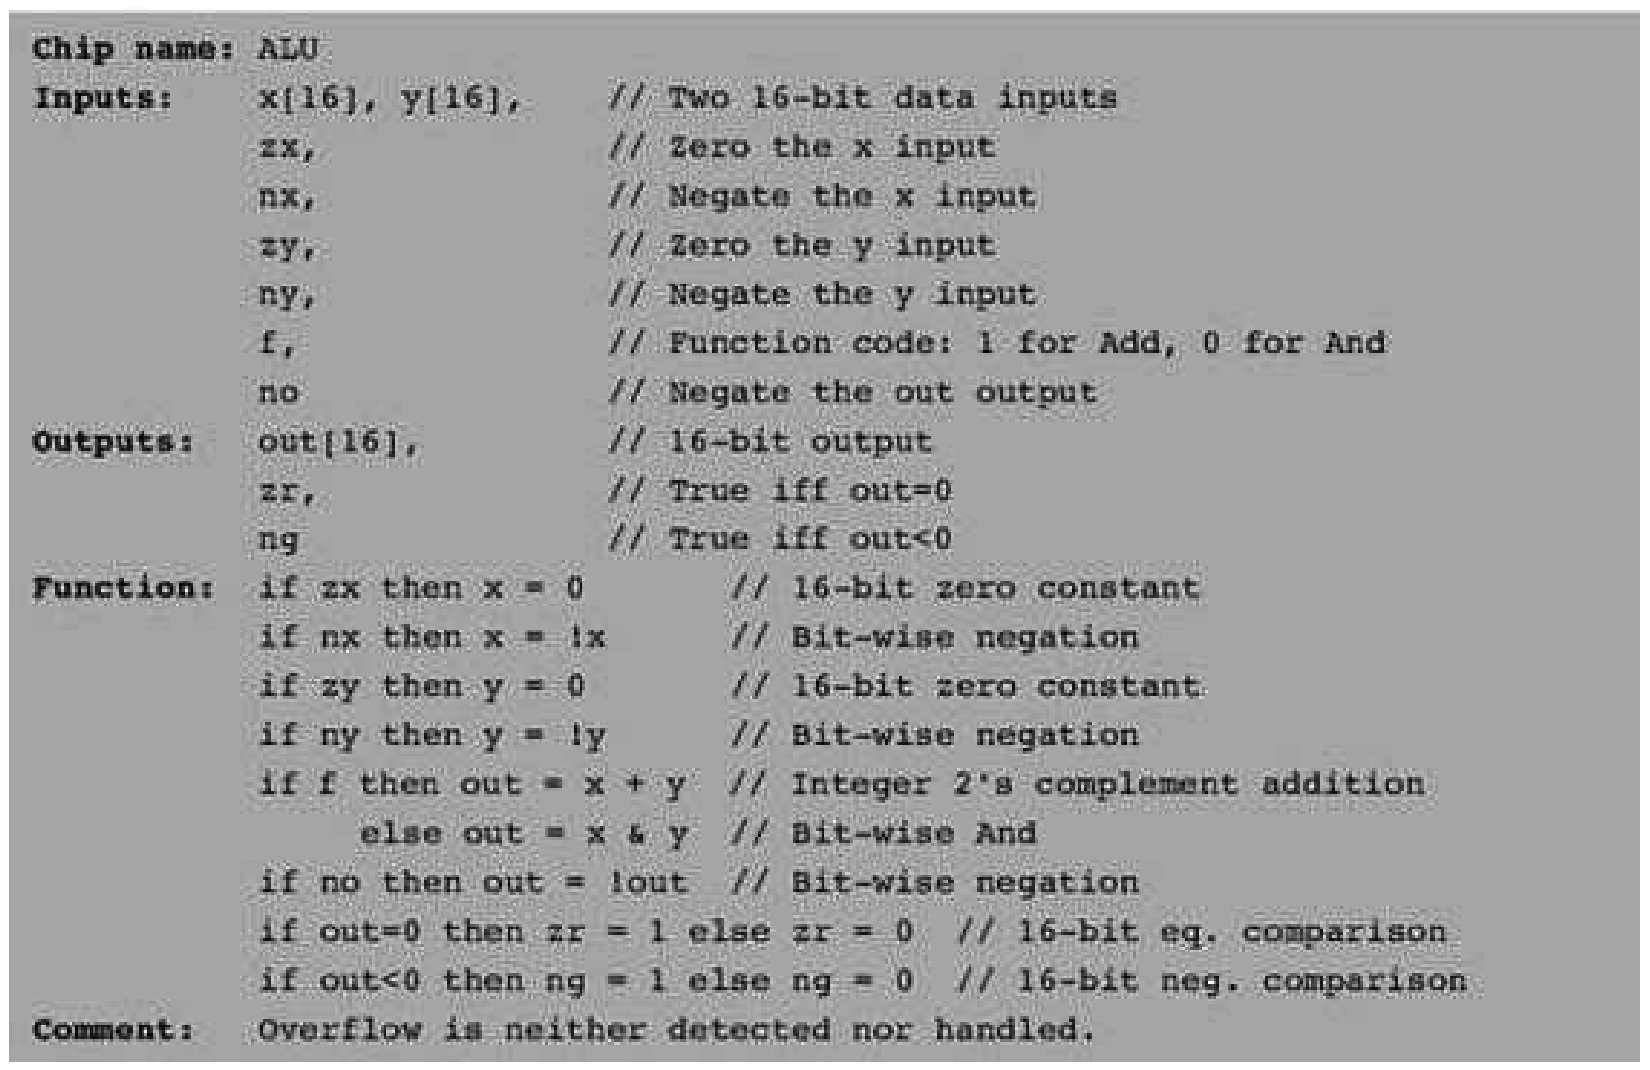 Chip name: ALU
Inputs: x[16], y[16], // Two 16-bit data inputs
zx, // Zero the x input
nx, // Negate the x input
zy, // Zero the y input
ny, // Negate the y input
f, // Function code: 1 for Add, 0 for And
no // Negate the out output
Outputs: out[16], // 16-bit output
zr, // True iff out=0
ng // True iff out<0
Function: if zx then x = 0 // 16-bit zero constant
if nx then x = !x // Bit-wise negation
if zy then y = 0 // 16-bit zero constant
if ny then y = !y // Bit-wise negation
if f then out = x + y // Integer 2's complement addition
else out = x & y // Bit-wise And
if no then out = !out // Bit-wise negation
if out=0 then zr = 1 else zr = 0 // 16-bit eq. comparison
if out<0 then ng = 1 else ng = 0 // 16-bit neg. comparison
Comment: Overflow is neither detected nor handled.